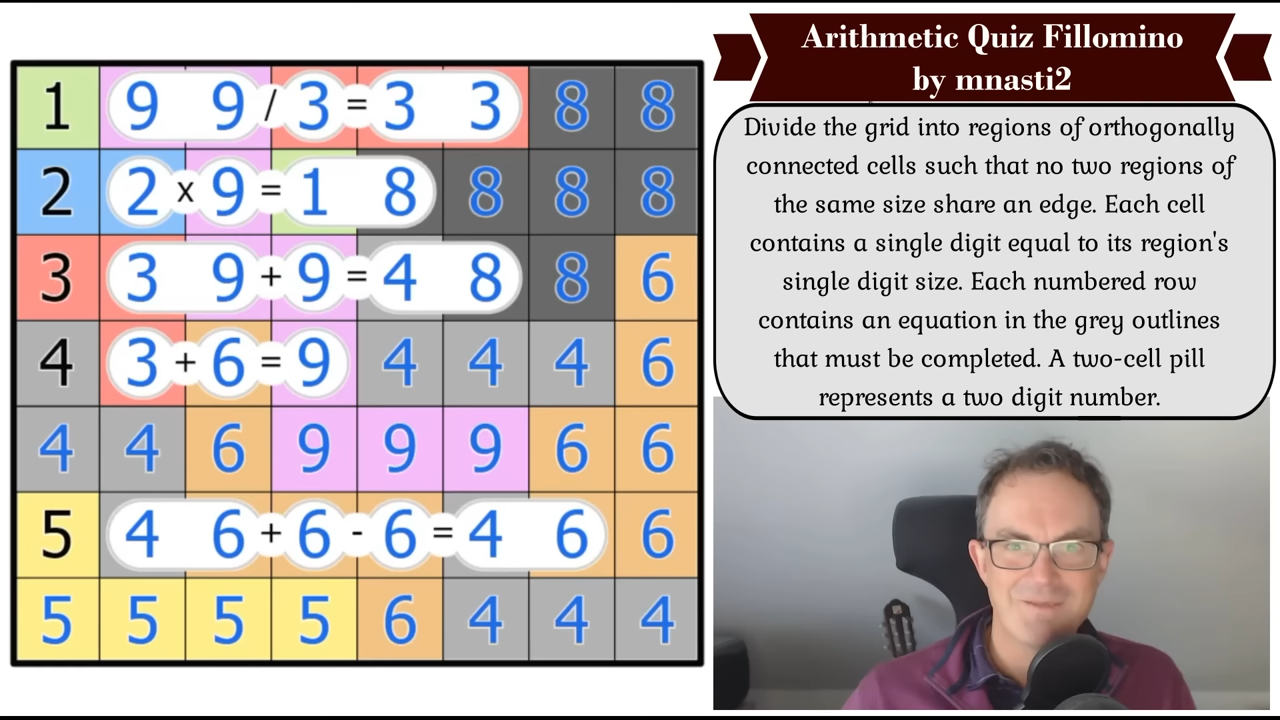 Arithmetic Quiz Fillomino
by mnasti2
Divide the grid into regions of orthogonally
connected cells such that no two regions of
the same size share an edge. Each cell
contains a single digit equal to its region's
single digit size. Each numbered row
contains an equation in the grey outlines
that must be completed. A two-cell pill
represents a two digit number.
1 9 9 / 3 = 3 3 8 8
2 2 x 9 = 1 8 8 8 8
3 3 9 + 9 = 4 8 8 6
4 3 + 6 = 9 4 4 4 6
4 4 6 9 9 9 6 6
5 4 6 + 6 - 6 = 4 6 6
5 5 5 5 6 4 4 4